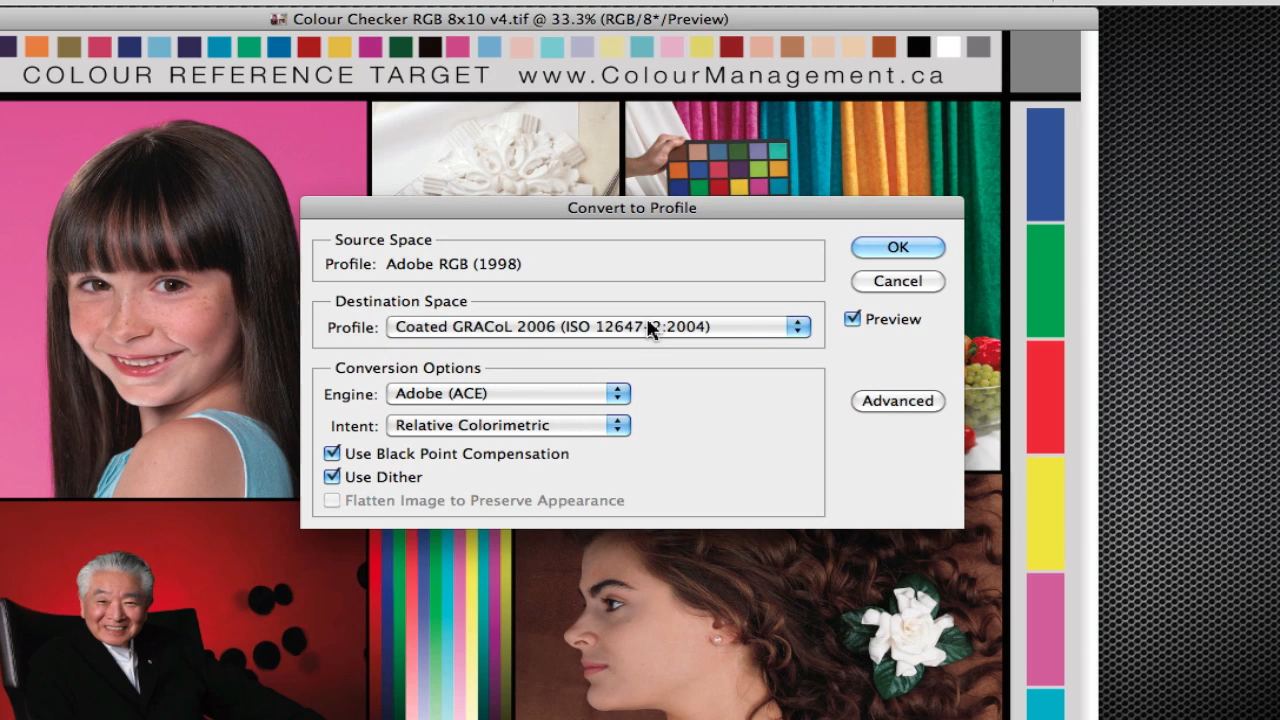 Colour Checker RGB 8x10 v4.tif @ 33.3% (RGB/8*/Preview)
COLOUR REFERENCE TARGET www.ColourManagement.ca
Convert to Profile
Source Space
Profile: Adobe RGB (1998)
OK
Cancel
Preview
Advanced
Destination Space
Profile: Coated GRACoL 2006 (ISO 12647-2:2004)
Conversion Options
Engine: Adobe (ACE)
Intent: Relative Colorimetric
Use Black Point Compensation
Use Dither
Flatten Image to Preserve Appearance